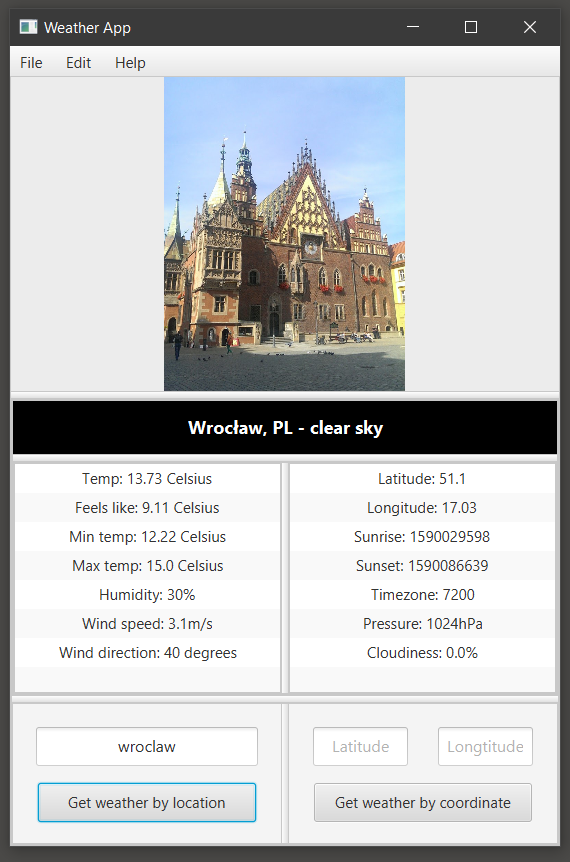 Weather App
File Edit Help
Wrocław, PL - clear sky
Temp: 13.73 Celsius
Feels like: 9.11 Celsius
Min temp: 12.22 Celsius
Max temp: 15.0 Celsius
Humidity: 30%
Wind speed: 3.1m/s
Wind direction: 40 degrees
Latitude: 51.1
Longitude: 17.03
Sunrise: 1590029598
Sunset: 1590086639
Timezone: 7200
Pressure: 1024hPa
Cloudiness: 0.0%
wroclaw
Get weather by location
Latitude Longtitude
Get weather by coordinate